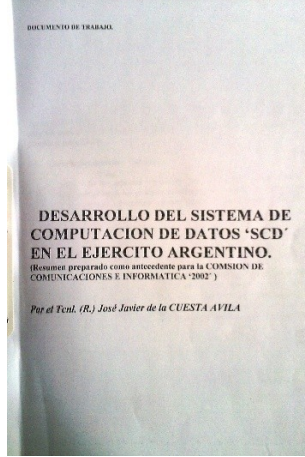 DOCUMENTO DE TRABAJO.
DESARROLLO DEL SISTEMA DE
COMPUTACION DE DATOS ‘SCD´
EN EL EJERCITO ARGENTINO.
(Resumen preparado como antecedente para la COMSION DE
COMUNICACIONES E INFORMATICA ‘2002´ )
Por el Tcnl. (R.) José Javier de la CUESTA AVILA